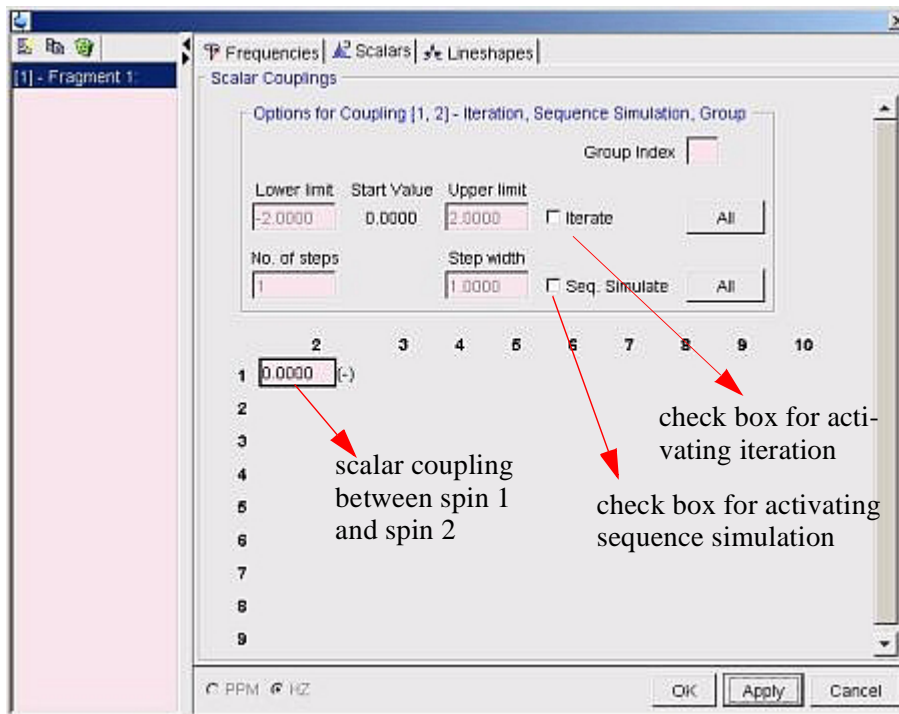 Frequencies Scalars Lineshapes
[1] - Fragment 1:
Scalar Couplings
Options for Coupling [1, 2] - Iteration, Sequence Simulation, Group
Group Index
Lower limit Start Value Upper limit
-2.0000 0.0000 2.0000 Iterate All
No. of steps Step width
1 1.0000 Seq. Simulate All
2 3 4 5 6 7 8 9 10
1 0.0000 (-)
2
3
4
5
6
7
8
9
check box for acti-
vating iteration
scalar coupling
between spin 1
and spin 2
check box for activating
sequence simulation
PPM HZ OK Apply Cancel